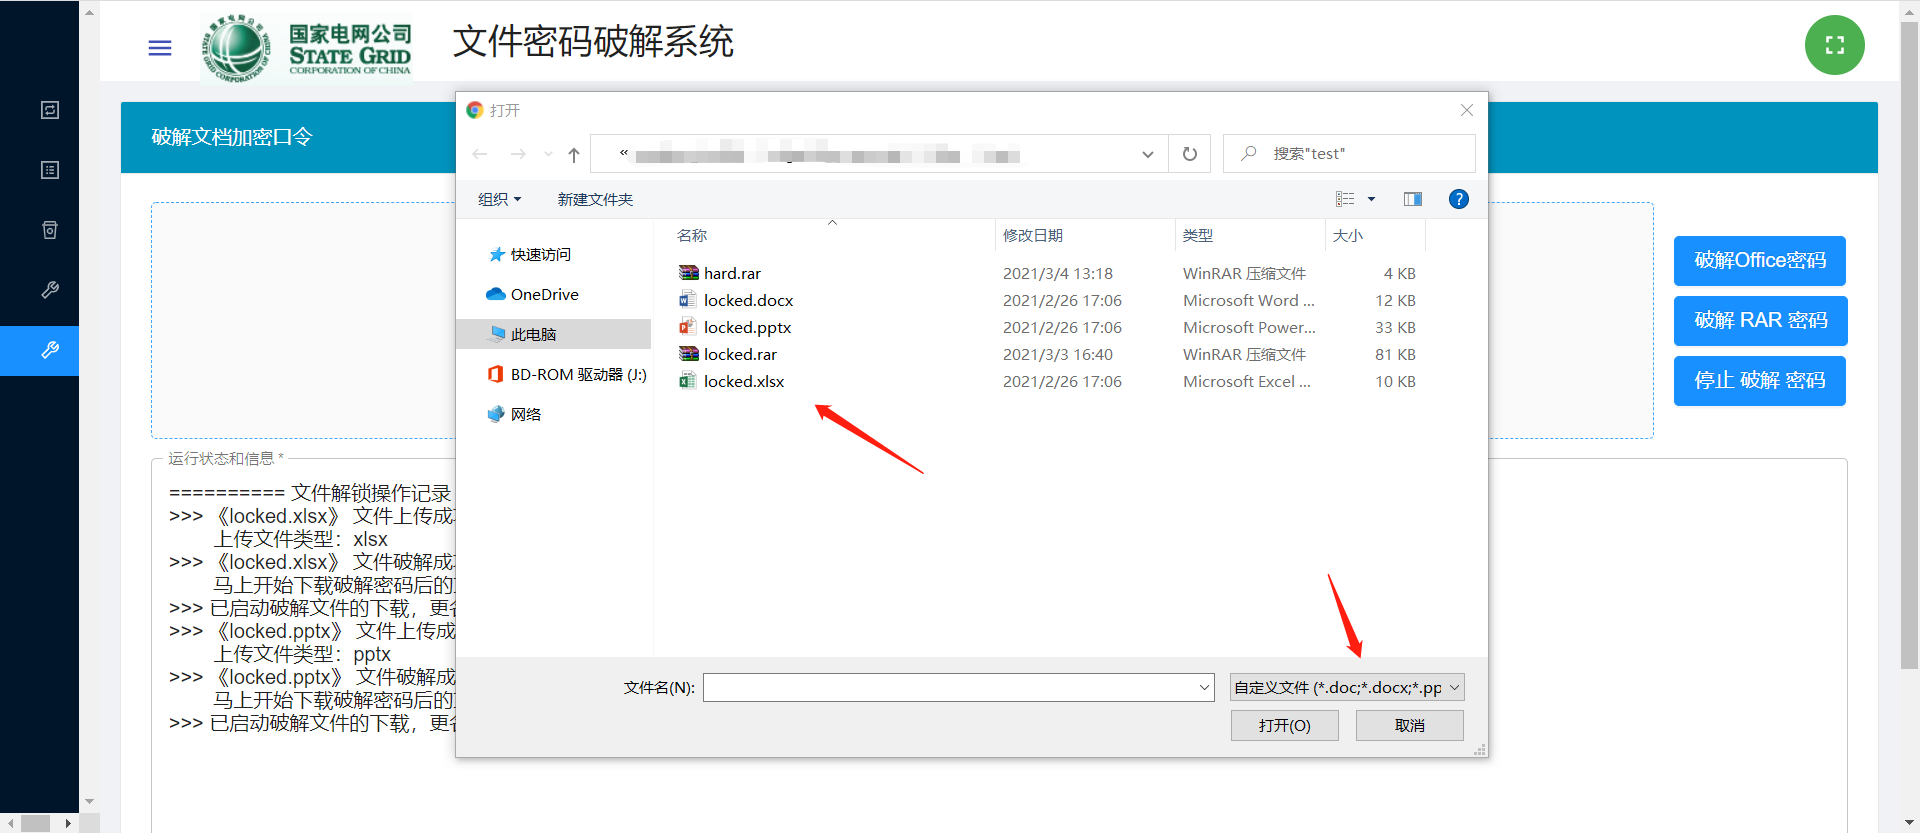 国家电网公司
STATE GRID
CORPORATION OF CHINA
STATE GRID CORPORATION OF CHINA
文件密码破解系统
破解文档加密口令
打开
«
搜索"test"
组织
新建文件夹
?
名称 修改日期 类型 大小
快速访问
OneDrive
此电脑
BD-ROM 驱动器 (J:)
网络
hard.rar 2021/3/4 13:18 WinRAR 压缩文件 4 KB
locked.docx 2021/2/26 17:06 Microsoft Word ... 12 KB
locked.pptx 2021/2/26 17:06 Microsoft Power... 33 KB
locked.rar 2021/3/3 16:40 WinRAR 压缩文件 81 KB
locked.xlsx 2021/2/26 17:06 Microsoft Excel ... 10 KB
文件名(N):
自定义文件 (*.doc;*.docx;*.pp
打开(O)
取消
破解Office密码
破解 RAR 密码
停止 破解 密码
运行状态和信息 *
========== 文件解锁操作记录
>>> 《locked.xlsx》 文件上传成
上传文件类型：xlsx
>>> 《locked.xlsx》 文件破解成
马上开始下载破解密码后的
>>> 已启动破解文件的下载，更
>>> 《locked.pptx》 文件上传成
上传文件类型：pptx
>>> 《locked.pptx》 文件破解成
马上开始下载破解密码后的
>>> 已启动破解文件的下载，更